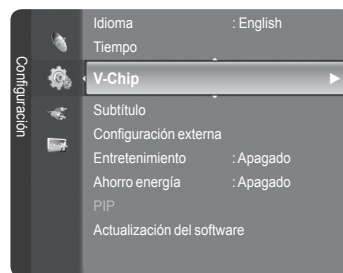 Configuración
Idioma : English
Tiempo
V-Chip
Subtítulo
Configuración externa
Entretenimiento : Apagado
Ahorro energía : Apagado
PIP
Actualización del software